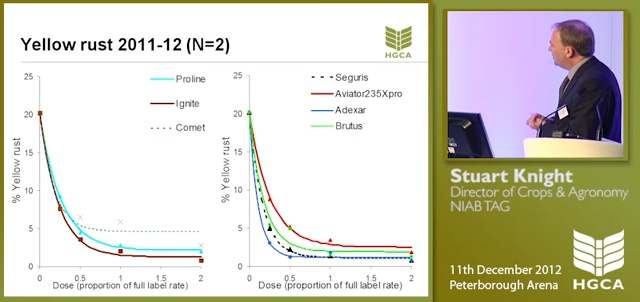 Yellow rust 2011-12 (N=2)
HGCA
25
20
15
10
5
0
% Yellow rust
0
0.5
1
1.5
2
Dose (proportion of full label rate)
Proline
Ignite
Comet
25
20
15
10
5
0
% Yellow rust
0
0.5
1
1.5
2
Dose (proportion of full label rate)
Seguris
Aviator235Xpro
Adexar
Brutus
HGCA
Stuart Knight
Director of Crops & Agronomy
NIAB TAG
11th December 2012
Peterborough Arena
HGCA